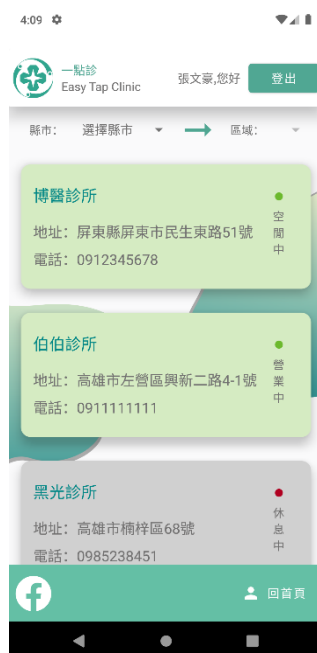 4:09
一點診
Easy Tap Clinic
張文豪,您好
登出
縣市:
選擇縣市
區域:
博醫診所
地址: 屏東縣屏東市民生東路51號
電話: 0912345678
空閒中
伯伯診所
地址: 高雄市左營區興新二路4-1號
電話: 0911111111
營業中
黑光診所
地址: 高雄市楠梓區68號
電話: 0985238451
休息中
回首頁